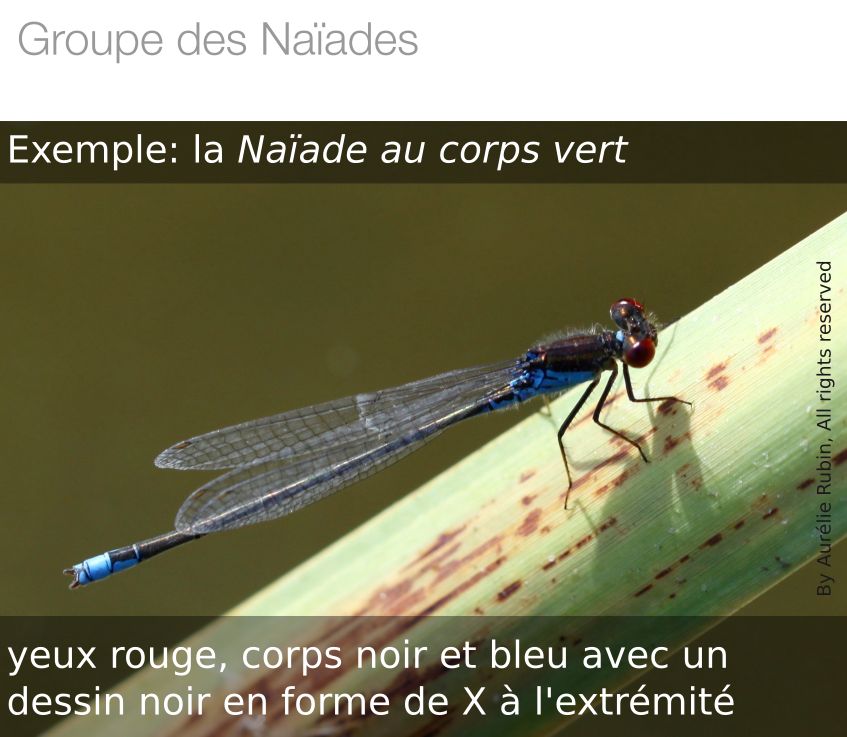 Groupe des Naïades
Exemple: la Naïade au corps vert
By Aurélie Rubin, All rights reserved
yeux rouge, corps noir et bleu avec un
dessin noir en forme de X à l'extrémité